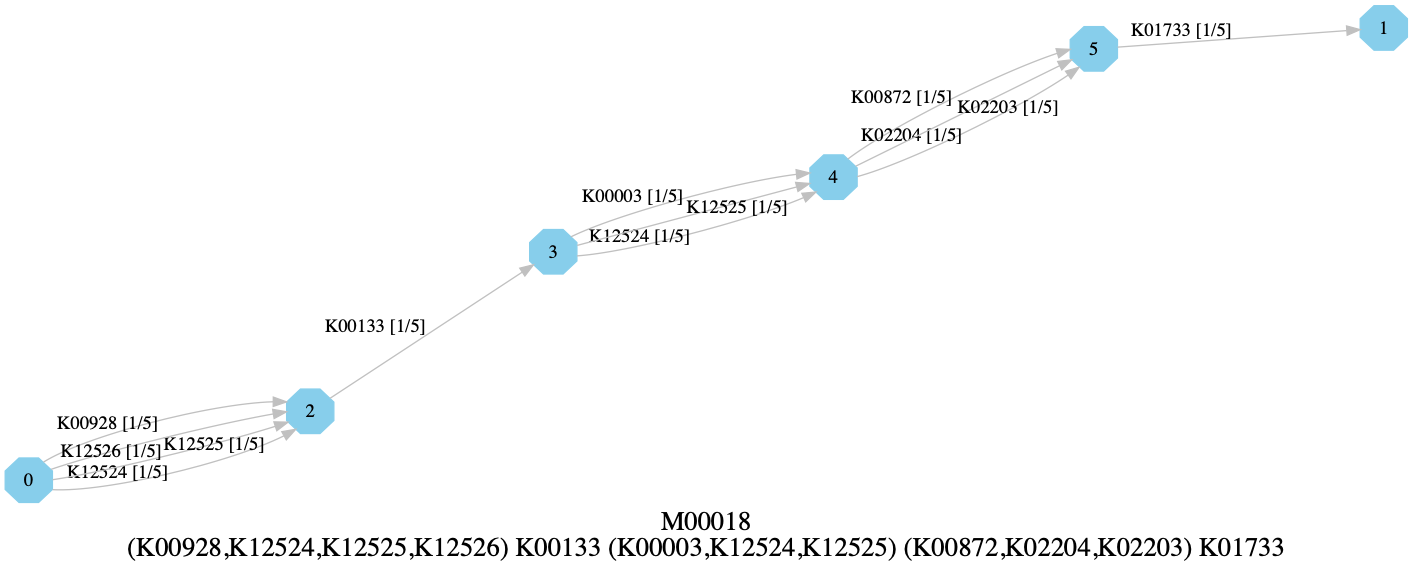 1
K01733 [1/5]
5
K00872 [1/5]
K02203 [1/5]
K02204 [1/5]
4
K00003 [1/5]
K12525 [1/5]
K12524 [1/5]
3
K00133 [1/5]
2
K00928 [1/5]
K12525 [1/5]
K12526 [1/5]
K12524 [1/5]
0
M00018
(K00928,K12524,K12525,K12526) K00133 (K00003,K12524,K12525) (K00872,K02204,K02203) K01733